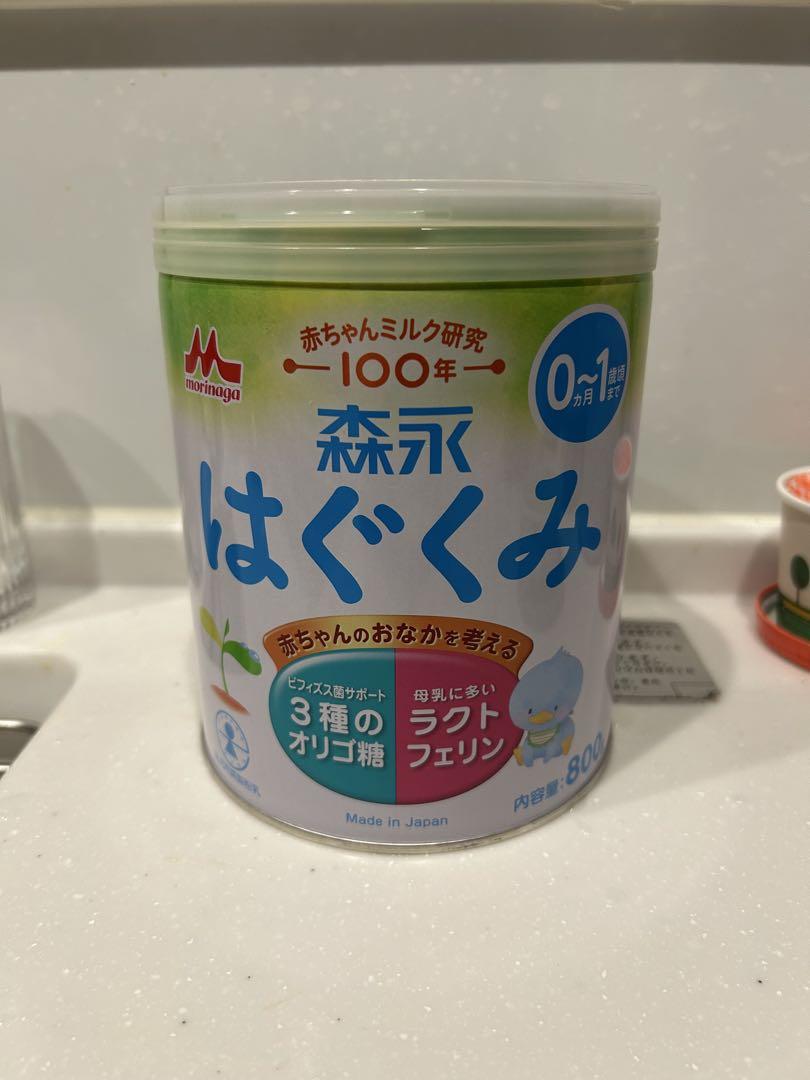 赤ちゃんミルク研究
100年
morinaga
0ヵ月〜1歳頃まで
森永
はぐくみ
赤ちゃんのおなかを考える
ビフィズス菌サポート
3種の
オリゴ糖
母乳に多い
ラクト
フェリン
内容量:800
Made in Japan